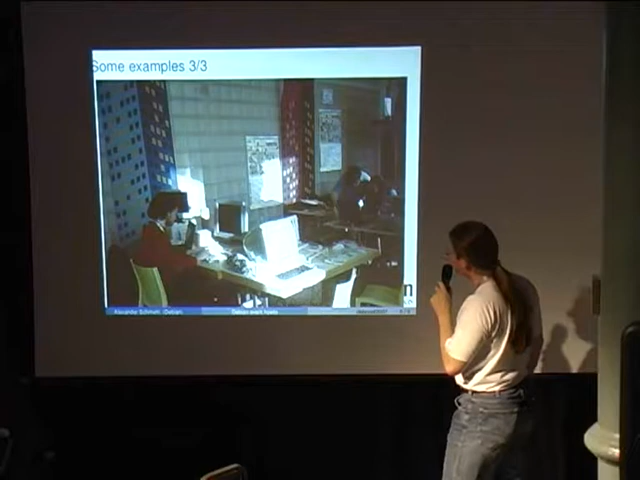 Some examples 3/3
Alexander Schmehl (Debian)
Debian event howto